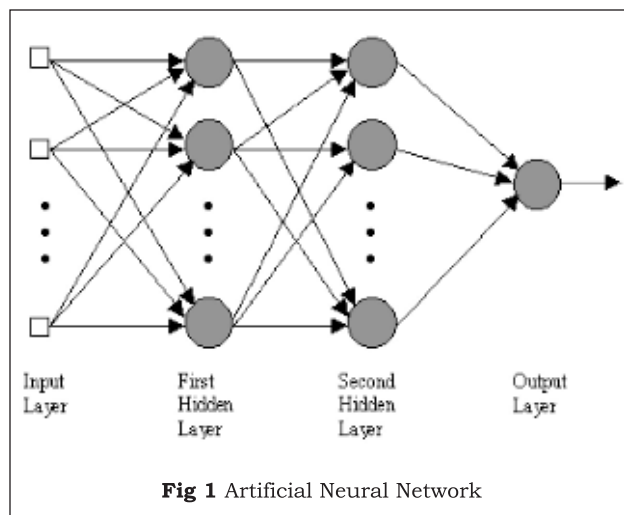 Input
Layer
First
Hidden
Layer
Second
Hidden
Layer
Output
Layer
Fig 1 Artificial Neural Network